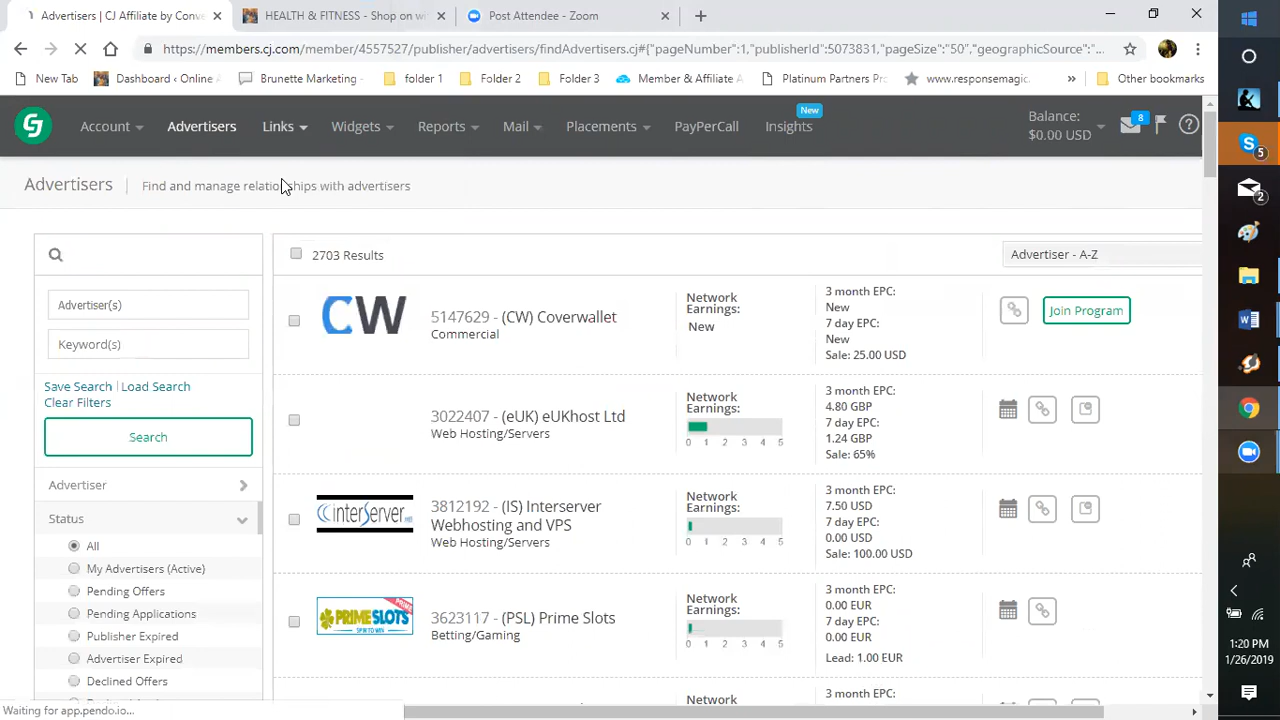 Advertisers | CJ Affiliate by Conve
HEALTH & FITNESS - Shop on wi
Post Attendee - Zoom
https://members.cj.com/member/4557527/publisher/advertisers/findAdvertisers.cj#{"pageNumber":1,"publisherId":5073831,"pageSize":"50","geographicSource":"...
New Tab
Dashboard ‹ Online
Brunette Marketing -
folder 1
Folder 2
Folder 3
Member & Affiliate A
Platinum Partners Pr
www.responsemagic.
»
Other bookmarks
Account
Advertisers
Links
Widgets
Reports
Mail
Placements
PayPerCall
Insights
New
Balance:
$0.00 USD
8
Advertisers
Find and manage relationships with advertisers
2703 Results
Advertiser - A-Z
Advertiser(s)
Keyword(s)
Save Search | Load Search
Clear Filters
Search
Advertiser
Status
All
My Advertisers (Active)
Pending Offers
Pending Applications
Publisher Expired
Advertiser Expired
Declined Offers
CW
5147629 - (CW) Coverwallet
Commercial
Network
Earnings:
New
3 month EPC:
New
7 day EPC:
New
Sale: 25.00 USD
Join Program
3022407 - (eUK) eUKhost Ltd
Web Hosting/Servers
Network
Earnings:
0 1 2 3 4 5
3 month EPC:
4.80 GBP
7 day EPC:
1.24 GBP
Sale: 65%
interServer
3812192 - (IS) Interserver
Webhosting and VPS
Web Hosting/Servers
Network
Earnings:
0 1 2 3 4 5
3 month EPC:
7.50 USD
7 day EPC:
0.00 USD
Sale: 100.00 USD
PRIMESLOTS
3623117 - (PSL) Prime Slots
Betting/Gaming
Network
Earnings:
0 1 2 3 4 5
3 month EPC:
0.00 EUR
7 day EPC:
0.00 EUR
Lead: 1.00 EUR
Network
3 month EPC:
Waiting for app.pendo.io...
5
2
1:20 PM
1/26/2019